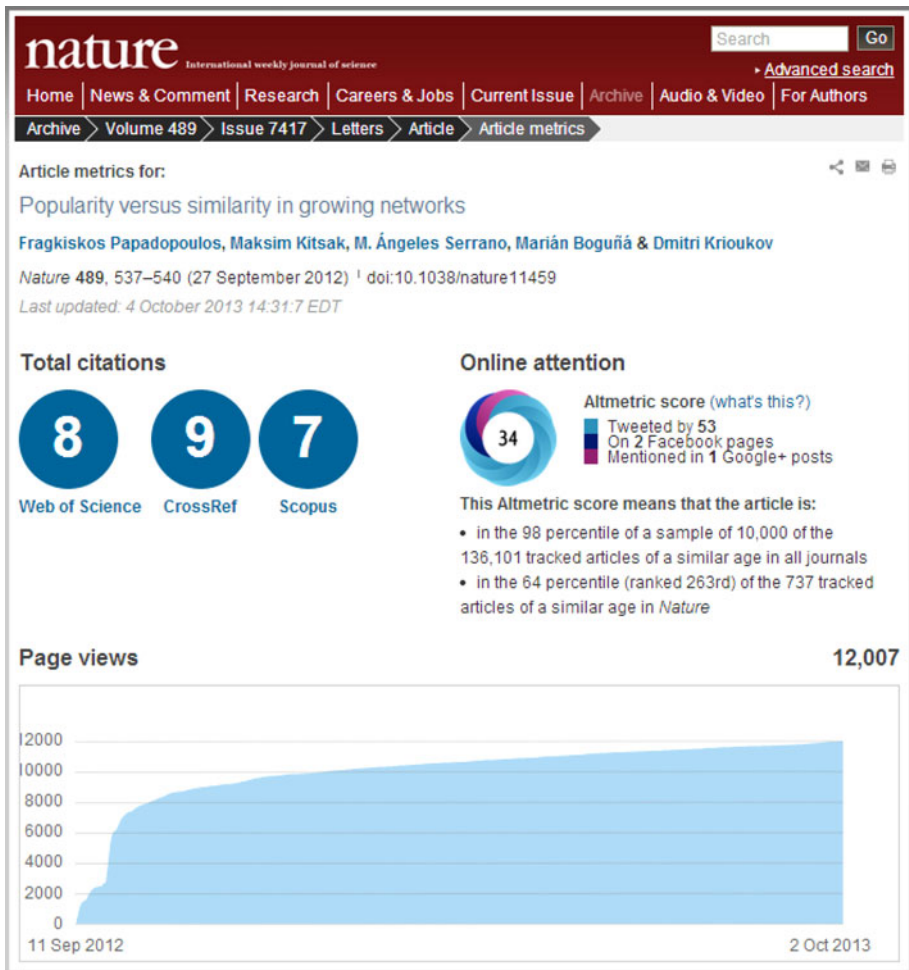 nature International weekly journal of science
Search Go
Advanced search
Home News & Comment Research Careers & Jobs Current Issue Archive Audio & Video For Authors
Archive Volume 489 Issue 7417 Letters Article Article metrics
Article metrics for:
Popularity versus similarity in growing networks
Fragkiskos Papadopoulos, Maksim Kitsak, M. Ángeles Serrano, Marián Boguñá & Dmitri Krioukov
Nature 489, 537–540 (27 September 2012) | doi:10.1038/nature11459
Last updated: 4 October 2013 14:31:7 EDT
Total citations
8 9 7
Web of Science CrossRef Scopus
Online attention
34
Altmetric score (what's this?)
Tweeted by 53
On 2 Facebook pages
Mentioned in 1 Google+ posts
This Altmetric score means that the article is:
• in the 98 percentile of a sample of 10,000 of the
136,101 tracked articles of a similar age in all journals
• in the 64 percentile (ranked 263rd) of the 737 tracked
articles of a similar age in Nature
Page views 12,007
12000
10000
8000
6000
4000
2000
0
11 Sep 2012 2 Oct 2013